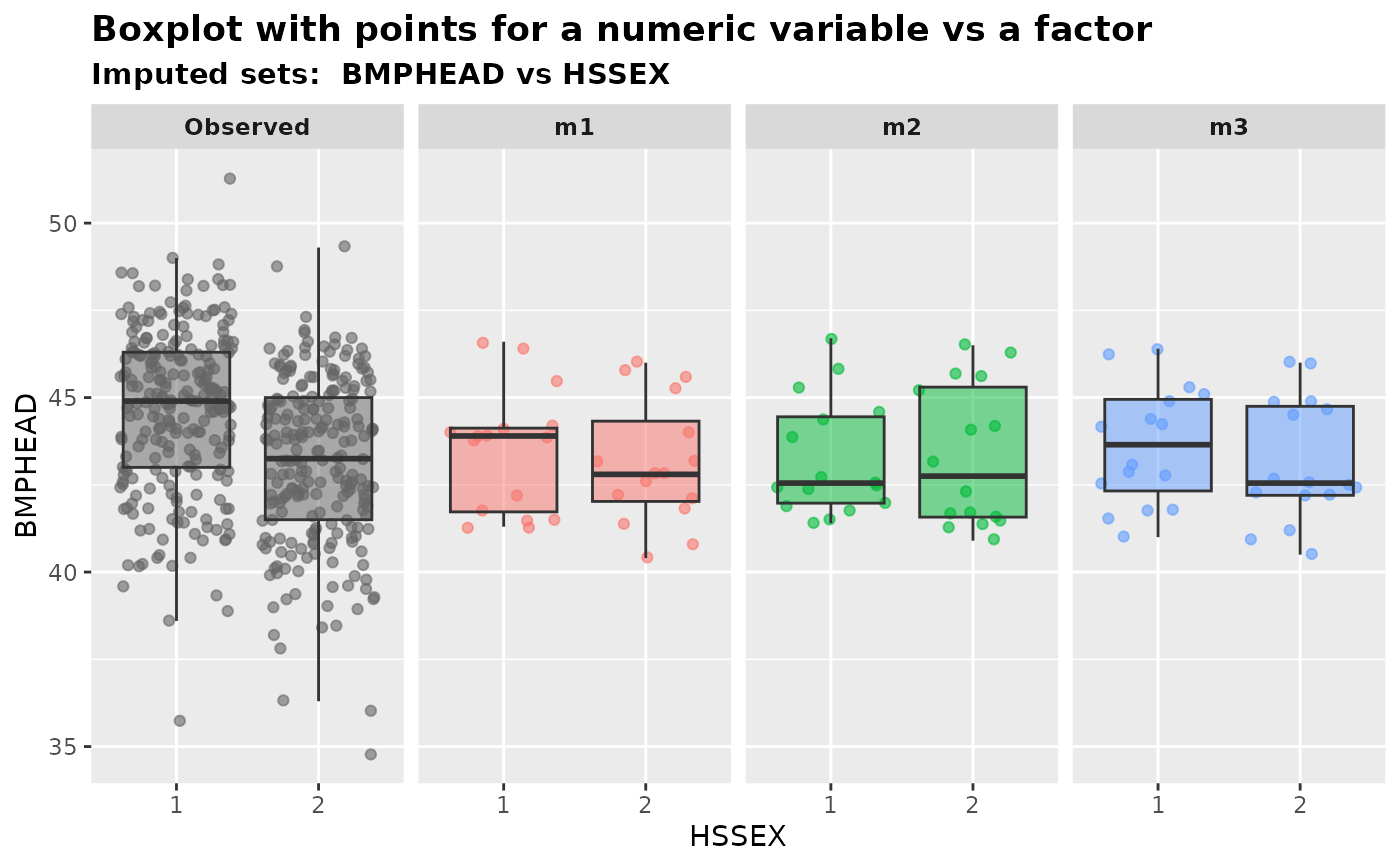 Boxplot with points for a numeric variable vs a factor
Imputed sets:  BMPHEAD vs HSSEX
Observed m1 m2 m3
BMPHEAD
50
45
40
35
1 2 1 2 1 2 1 2
HSSEX